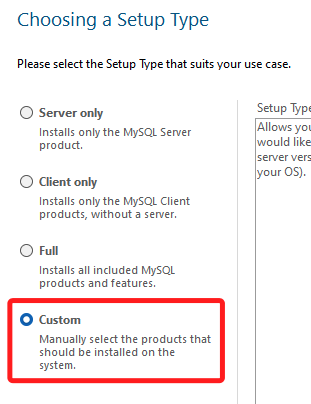 Choosing a Setup Type
Please select the Setup Type that suits your use case.
Server only
Installs only the MySQL Server
product.
Client only
Installs only the MySQL Client
products, without a server.
Full
Installs all included MySQL
products and features.
Custom
Manually select the products that
should be installed on the
system.
Setup Type
Allows you
would like
server vers
your OS).